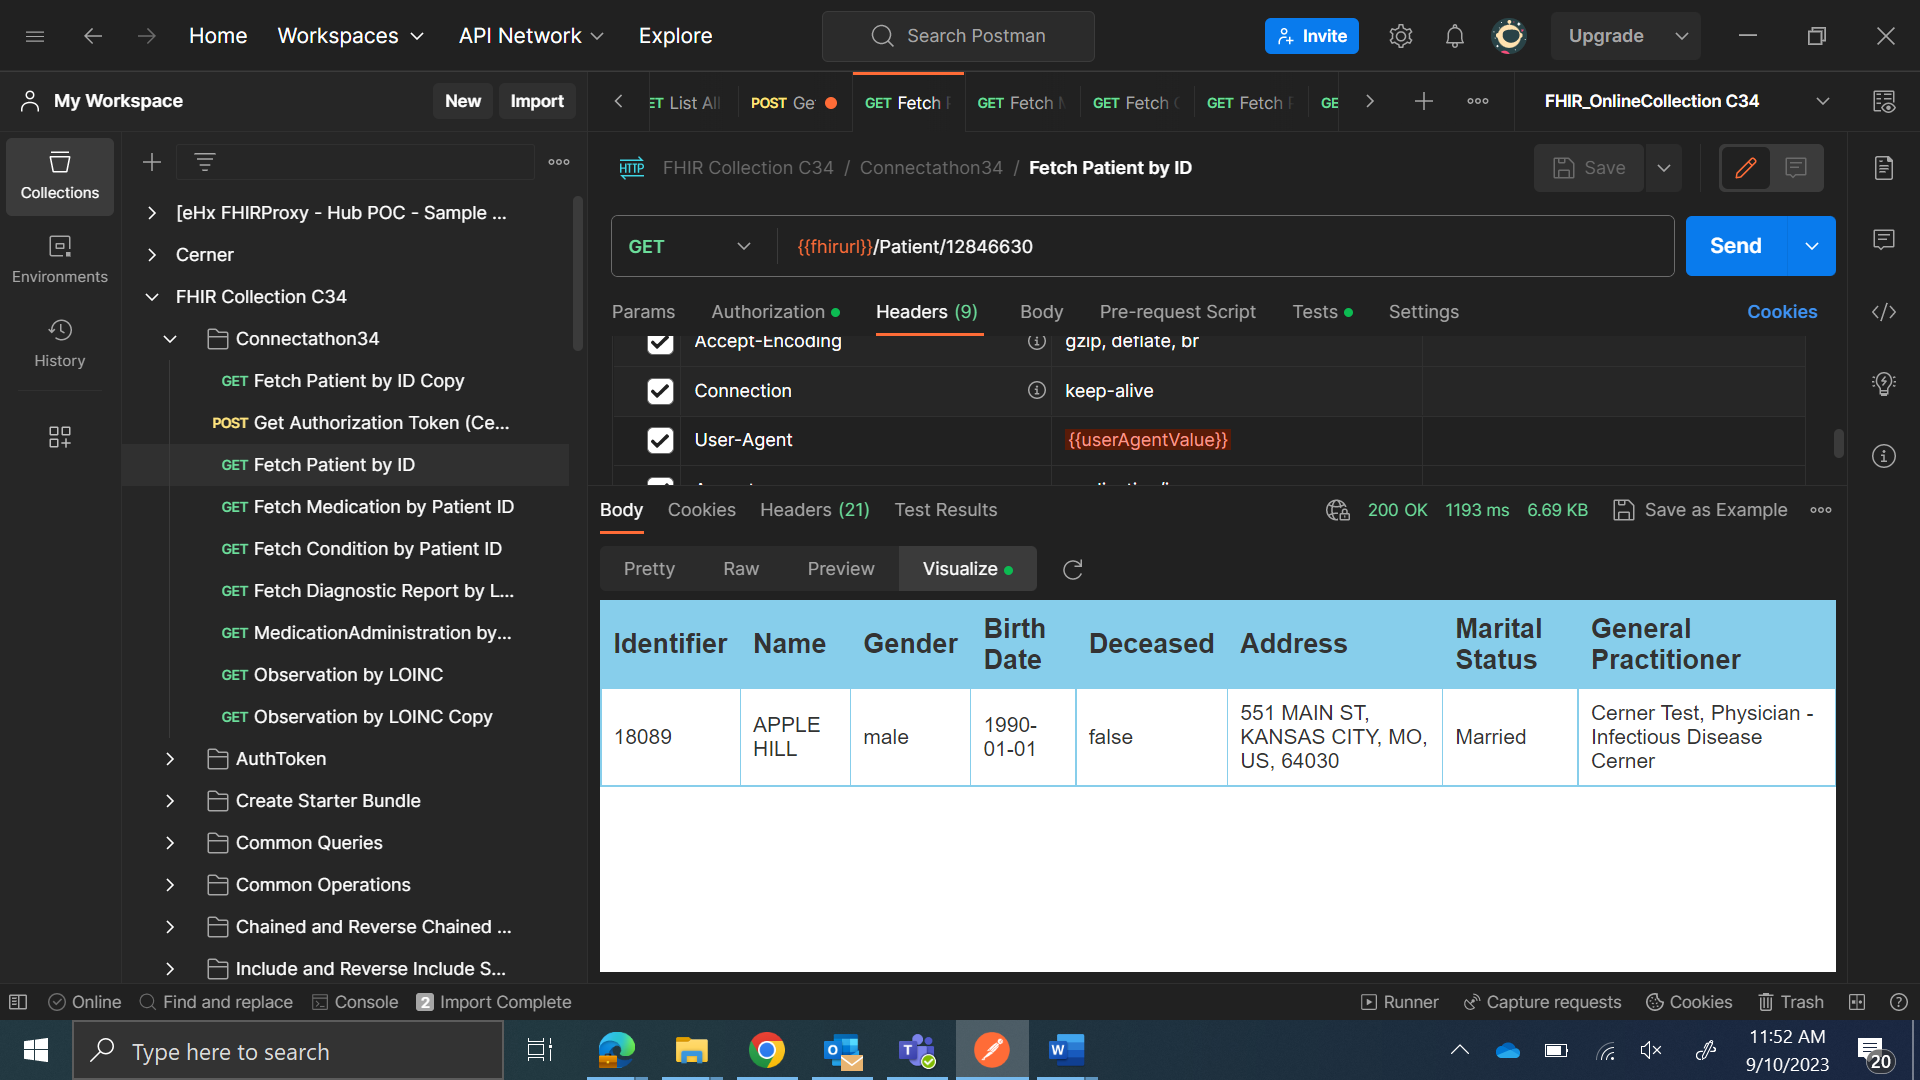 Home
Workspaces
API Network
Explore
Search Postman
Invite
Upgrade
My Workspace
New
Import
ET List All
POST Ge
GET Fetch
GET Fetch
GET Fetch
GET Fetch
GE
FHIR_OnlineCollection C34
Collections
Environments
History
[eHx FHIRProxy - Hub POC - Sample ...
Cerner
FHIR Collection C34
Connectathon34
GET Fetch Patient by ID Copy
POST Get Authorization Token (Ce...
GET Fetch Patient by ID
GET Fetch Medication by Patient ID
GET Fetch Condition by Patient ID
GET Fetch Diagnostic Report by L...
GET MedicationAdministration by...
GET Observation by LOINC
GET Observation by LOINC Copy
AuthToken
Create Starter Bundle
Common Queries
Common Operations
Chained and Reverse Chained ...
Include and Reverse Include S...
HTTP FHIR Collection C34 / Connectathon34 / Fetch Patient by ID
Save
GET
{{fhirurl}}/Patient/12846630
Send
Params
Authorization
Headers (9)
Body
Pre-request Script
Tests
Settings
Cookies
Accept-Encoding gzip, deflate, br
Connection keep-alive
User-Agent {{userAgentValue}}
Body
Cookies
Headers (21)
Test Results
200 OK 1193 ms 6.69 KB
Save as Example
Pretty
Raw
Preview
Visualize
Identifier Name Gender Birth Date Deceased Address Marital Status General Practitioner
18089 APPLE HILL male 1990-01-01 false 551 MAIN ST, KANSAS CITY, MO, US, 64030 Married Cerner Test, Physician - Infectious Disease Cerner
Online
Find and replace
Console
2 Import Complete
Runner
Capture requests
Cookies
Trash
Type here to search
11:52 AM
9/10/2023
20